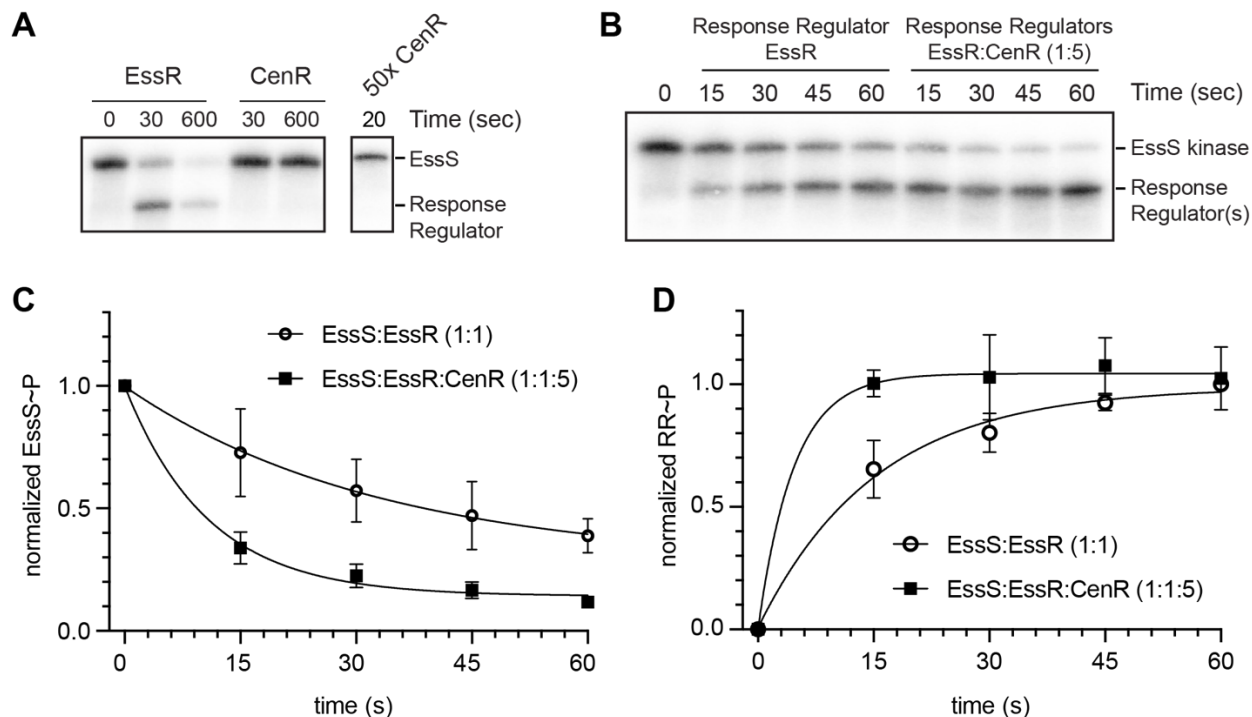 A
EssR CenR 50x CenR
0 30 600 30 600 20 Time (sec)
EssS
Response
Regulator
B
Response Regulator Response Regulators
EssR EssR:CenR (1:5)
0 15 30 45 60 15 30 45 60 Time (sec)
EssS kinase
Response
Regulator(s)
C
normalized EssS~P
EssS:EssR (1:1)
EssS:EssR:CenR (1:1:5)
1.0
0.5
0.0
0 15 30 45 60
time (s)
D
normalized RR~P
1.0
0.5
0.0
EssS:EssR (1:1)
EssS:EssR:CenR (1:1:5)
0 15 30 45 60
time (s)